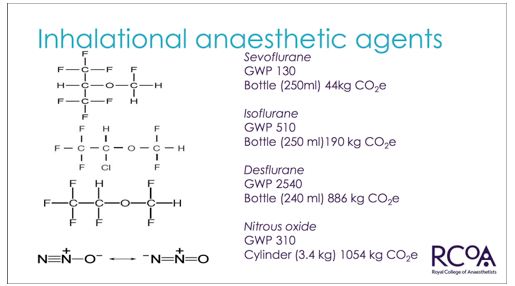 Inhalational anaesthetic agents
Sevoflurane
GWP 130
Bottle (250ml) 44kg CO₂e
Isoflurane
GWP 510
Bottle (250 ml)190 kg CO₂e
Desflurane
GWP 2540
Bottle (240 ml) 886 kg CO₂e
Nitrous oxide
GWP 310
Cylinder (3.4 kg) 1054 kg CO₂e
F
F—C—F F
H—C—O—C—H
F—C—F H
F
F H F
F—C—C—O—C—H
F Cl F
F H F
F—C—C—O—C—H
F F F
N≡N⁺—O⁻ ↔ ⁻N=N⁺=O
RCOA
Royal College of Anaesthetists